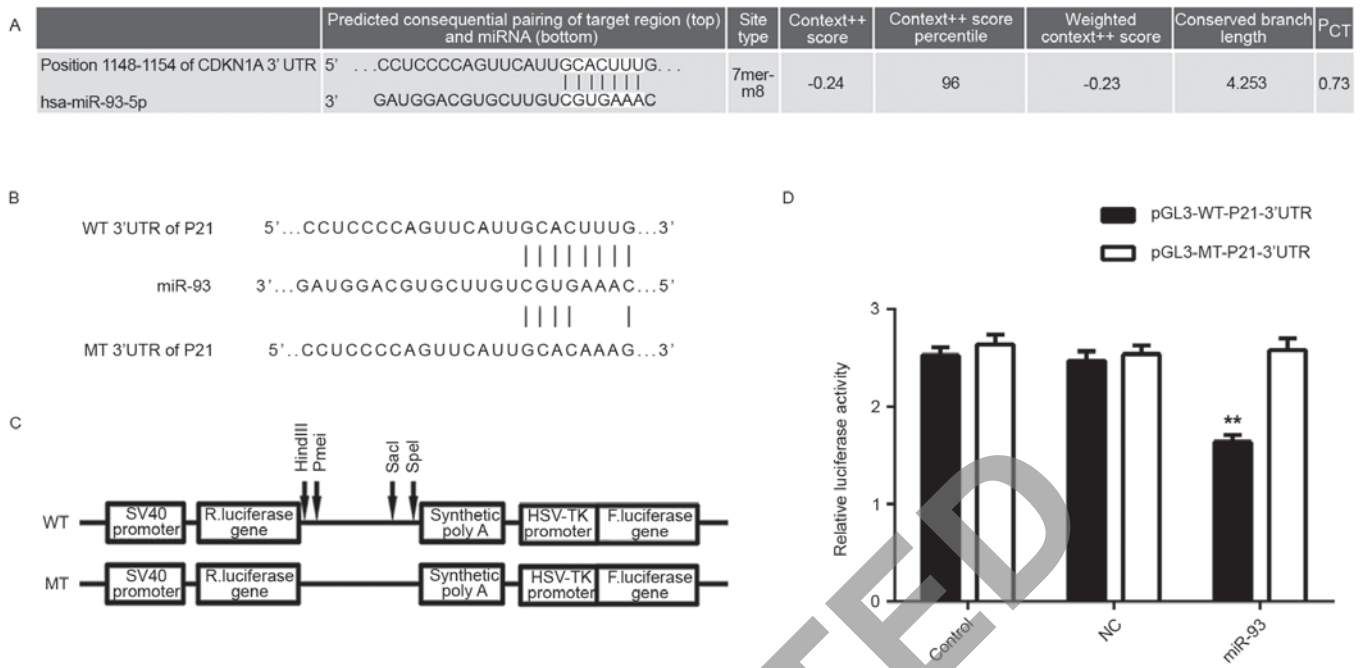 A
Predicted consequential pairing of target region (top)
and miRNA (bottom)
Site
type
Context++
score
Context++ score
percentile
Weighted
context++ score
Conserved branch
length
PCT
Position 1148-1154 of CDKN1A 3' UTR 5' ...CCUCCCCAGUUCAUUGCACUUUG...
hsa-miR-93-5p 3' GAUGGACGUGCUUGUCGUGAAAC
7mer-
m8
-0.24
96
-0.23
4.253
0.73
B
WT 3'UTR of P21 5'...CCUCCCCAGUUCAUUGCACUUUG...3'
miR-93 3'...GAUGGACGUGCUUGUCGUGAAAC...5'
MT 3'UTR of P21 5'..CCUCCCCAGUUCAUUGCACAAAG...3'
C
HindIII
Pmei
SacI
SpeI
WT
SV40
promoter
R.luciferase
gene
Synthetic
poly A
HSV-TK
promoter
F.luciferase
gene
MT
SV40
promoter
R.luciferase
gene
Synthetic
poly A
HSV-TK
promoter
F.luciferase
gene
D
pGL3-WT-P21-3'UTR
pGL3-MT-P21-3'UTR
Relative luciferase activity
3
2
1
0
**
Control
NC
miR-93
TED